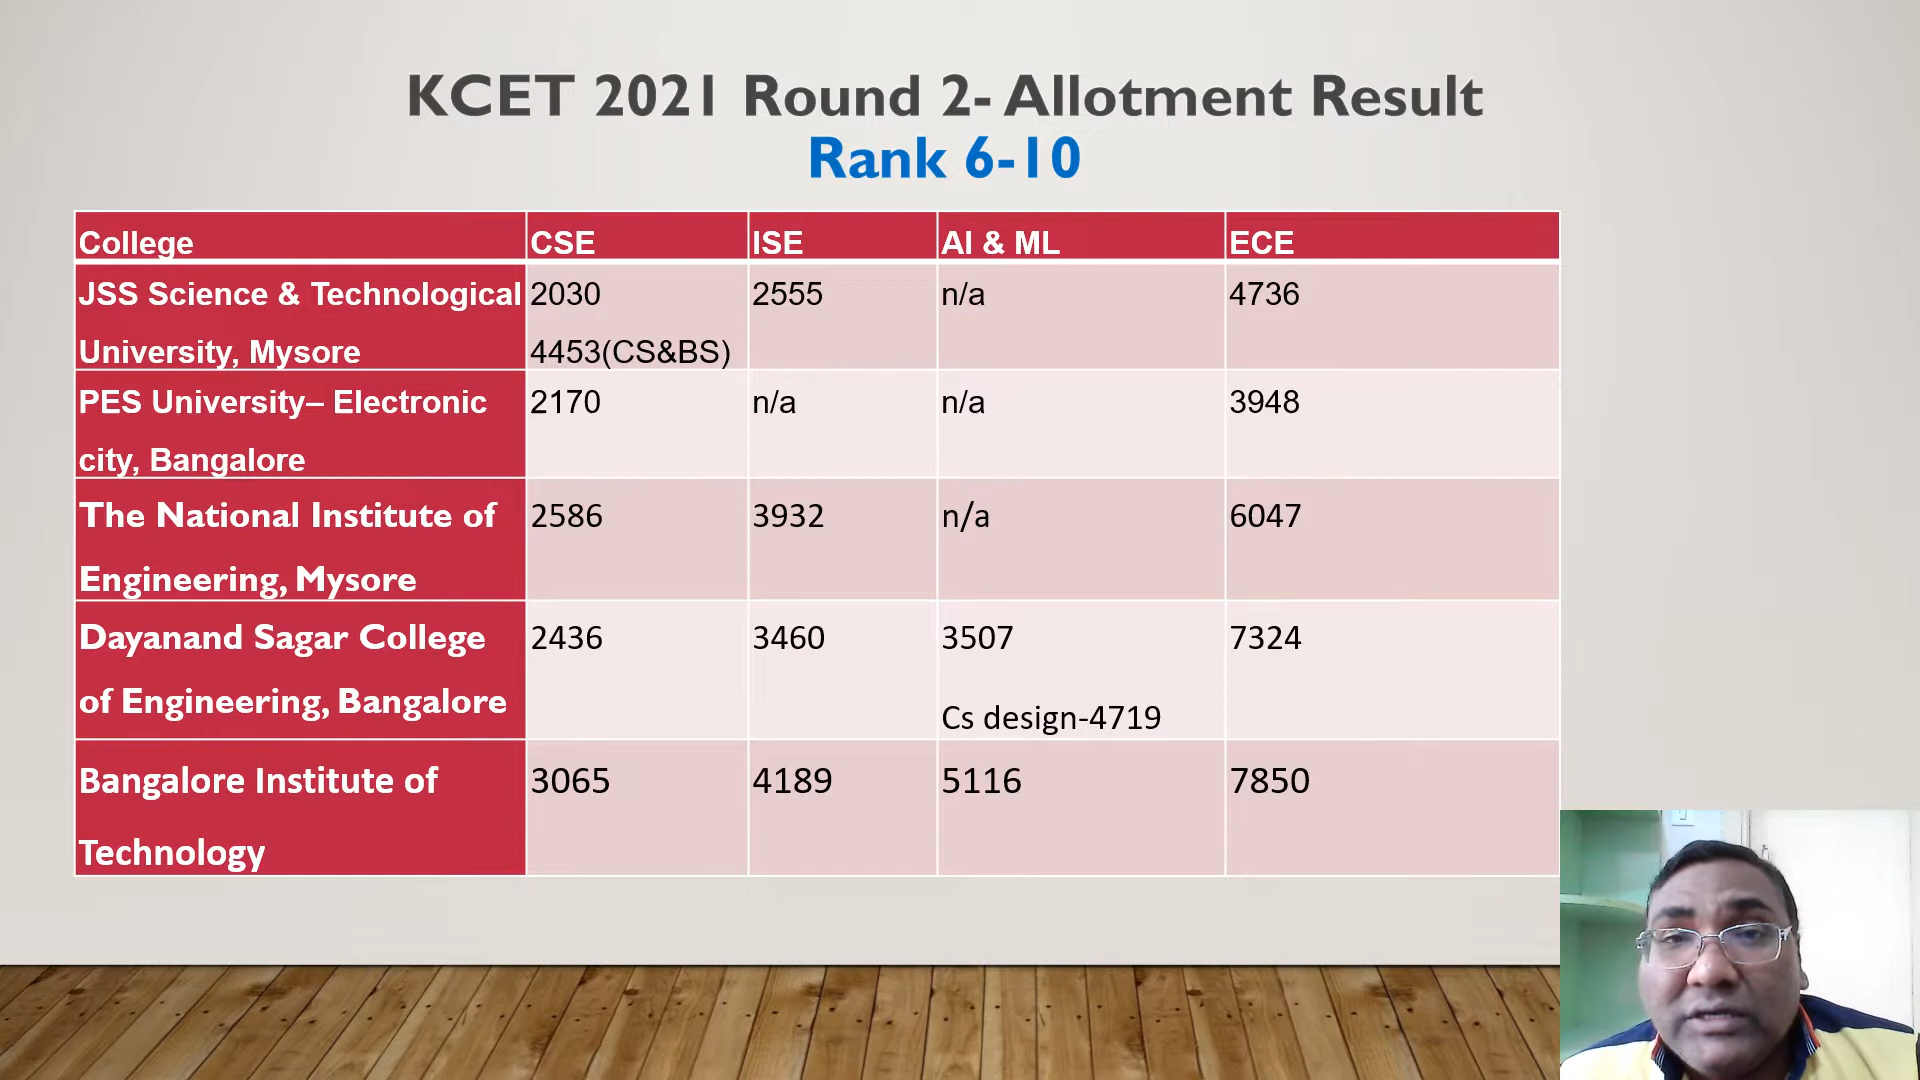 KCET 2021 Round 2- Allotment Result
Rank 6-10
College CSE ISE AI & ML ECE
JSS Science & Technological 2030 2555 n/a 4736
University, Mysore 4453(CS&BS)
PES University– Electronic 2170 n/a n/a 3948
city, Bangalore
The National Institute of 2586 3932 n/a 6047
Engineering, Mysore
Dayanand Sagar College 2436 3460 3507 7324
of Engineering, Bangalore Cs design-4719
Bangalore Institute of 3065 4189 5116 7850
Technology